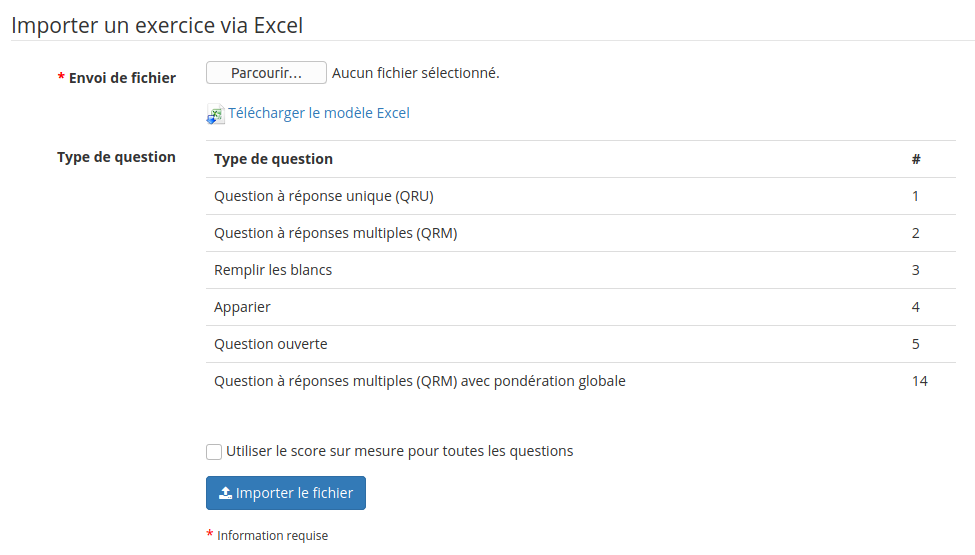 Importer un exercice via Excel
* Envoi de fichier
Parcourir... Aucun fichier sélectionné.
Télécharger le modèle Excel
Type de question
Type de question #
Question à réponse unique (QRU) 1
Question à réponses multiples (QRM) 2
Remplir les blancs 3
Apparier 4
Question ouverte 5
Question à réponses multiples (QRM) avec pondération globale 14
Utiliser le score sur mesure pour toutes les questions
Importer le fichier
* Information requise